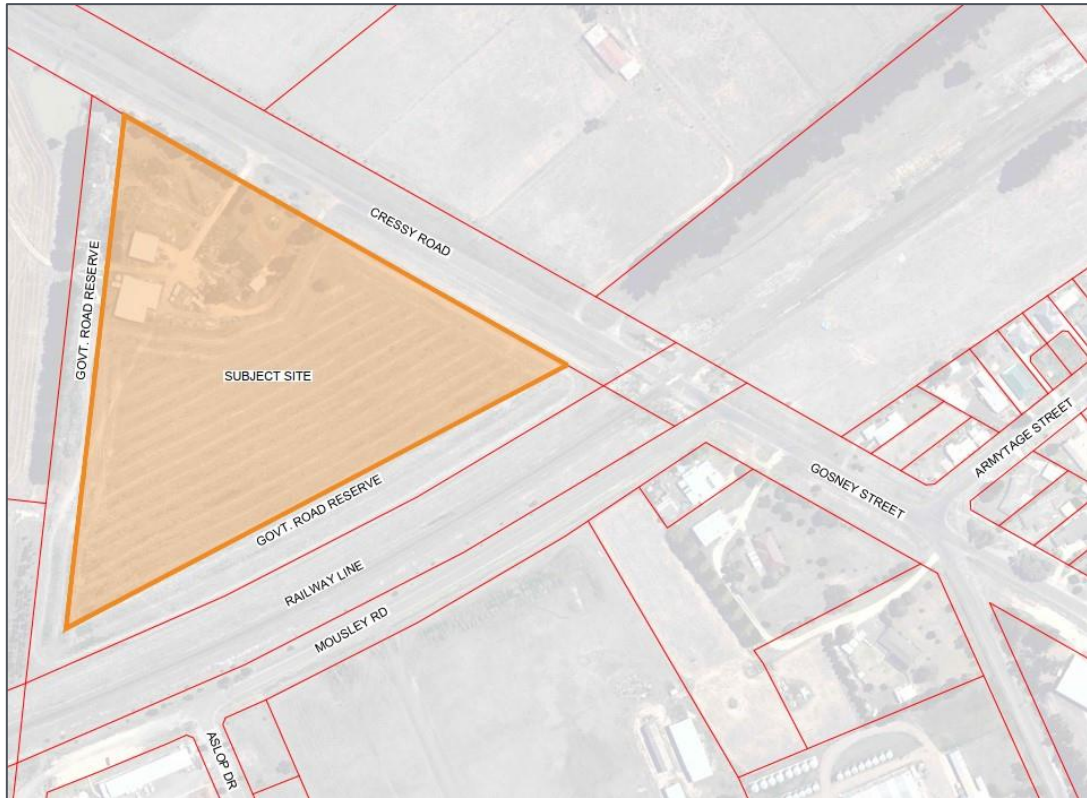 CRESSY ROAD
GOVT. ROAD RESERVE
SUBJECT SITE
ARMYTAGE STREET
GOSNEY STREET
GOVT. ROAD RESERVE
RAILWAY LINE
MOUSLEY RD
ASLOP DR